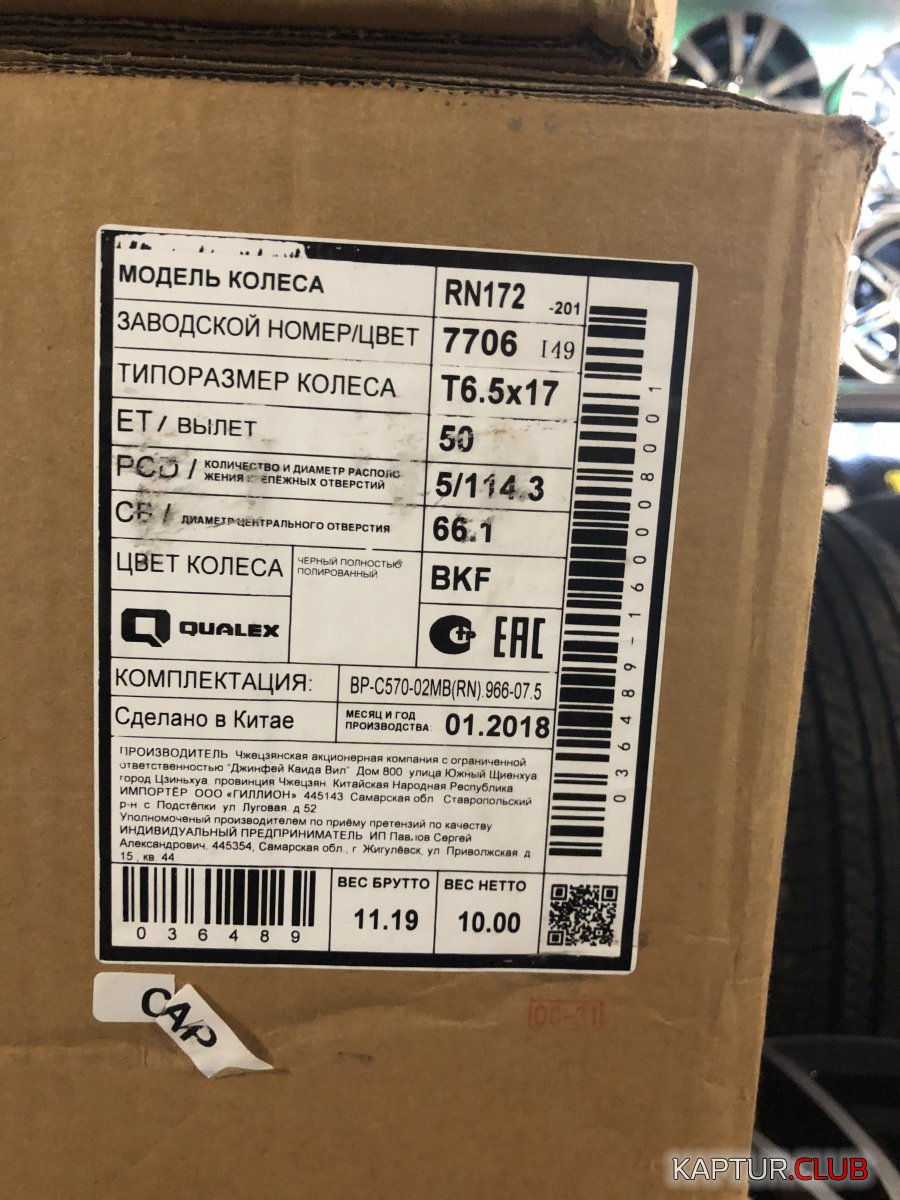 МОДЕЛЬ КОЛЕСА RN172 -201
ЗАВОДСКОЙ НОМЕР/ЦВЕТ 7706 I49
ТИПОРАЗМЕР КОЛЕСА T6.5x17
ET / ВЫЛЕТ 50
PCD / КОЛИЧЕСТВО И ДИАМЕТР РАСПОЛО-
ЖЕНИЯ КРЕПЁЖНЫХ ОТВЕРСТИЙ 5/114.3
CB / ДИАМЕТР ЦЕНТРАЛЬНОГО ОТВЕРСТИЯ 66.1
ЦВЕТ КОЛЕСА ЧЕРНЫЙ ПОЛНОСТЬЮ
ПОЛИРОВАННЫЙ BKF
QUALEX ЕАС
КОМПЛЕКТАЦИЯ: BP-C570-02MB(RN).966-07.5
Сделано в Китае МЕСЯЦ И ГОД
ПРОИЗВОДСТВА: 01.2018
ПРОИЗВОДИТЕЛЬ Чжецзянская акционерная компания с ограниченной
ответственностью "Джинфей Каида Вил" Дом 800 улица Южный Щиенхуа
город Цзиньхуа, провинция Чжецзян Китайская Народная Республика
ИМПОРТЁР ООО «ГИЛЛИОН» 445143 Самарская обл Ставропольский
р-н с Подстёпки ул Луговая д 52
Уполномоченый производителем по приёму претензий по качеству
ИНДИВИДУАЛЬНЫЙ ПРЕДПРИНИМАТЕЛЬ ИП Павлов Сергей
Александрович, 445354, Самарская обл., г Жигулёвск, ул Приволжская д
15, кв 44
036489-1600008001
036489
ВЕС БРУТТО 11.19
ВЕС НЕТТО 10.00
CAP
KAPTUR.CLUB